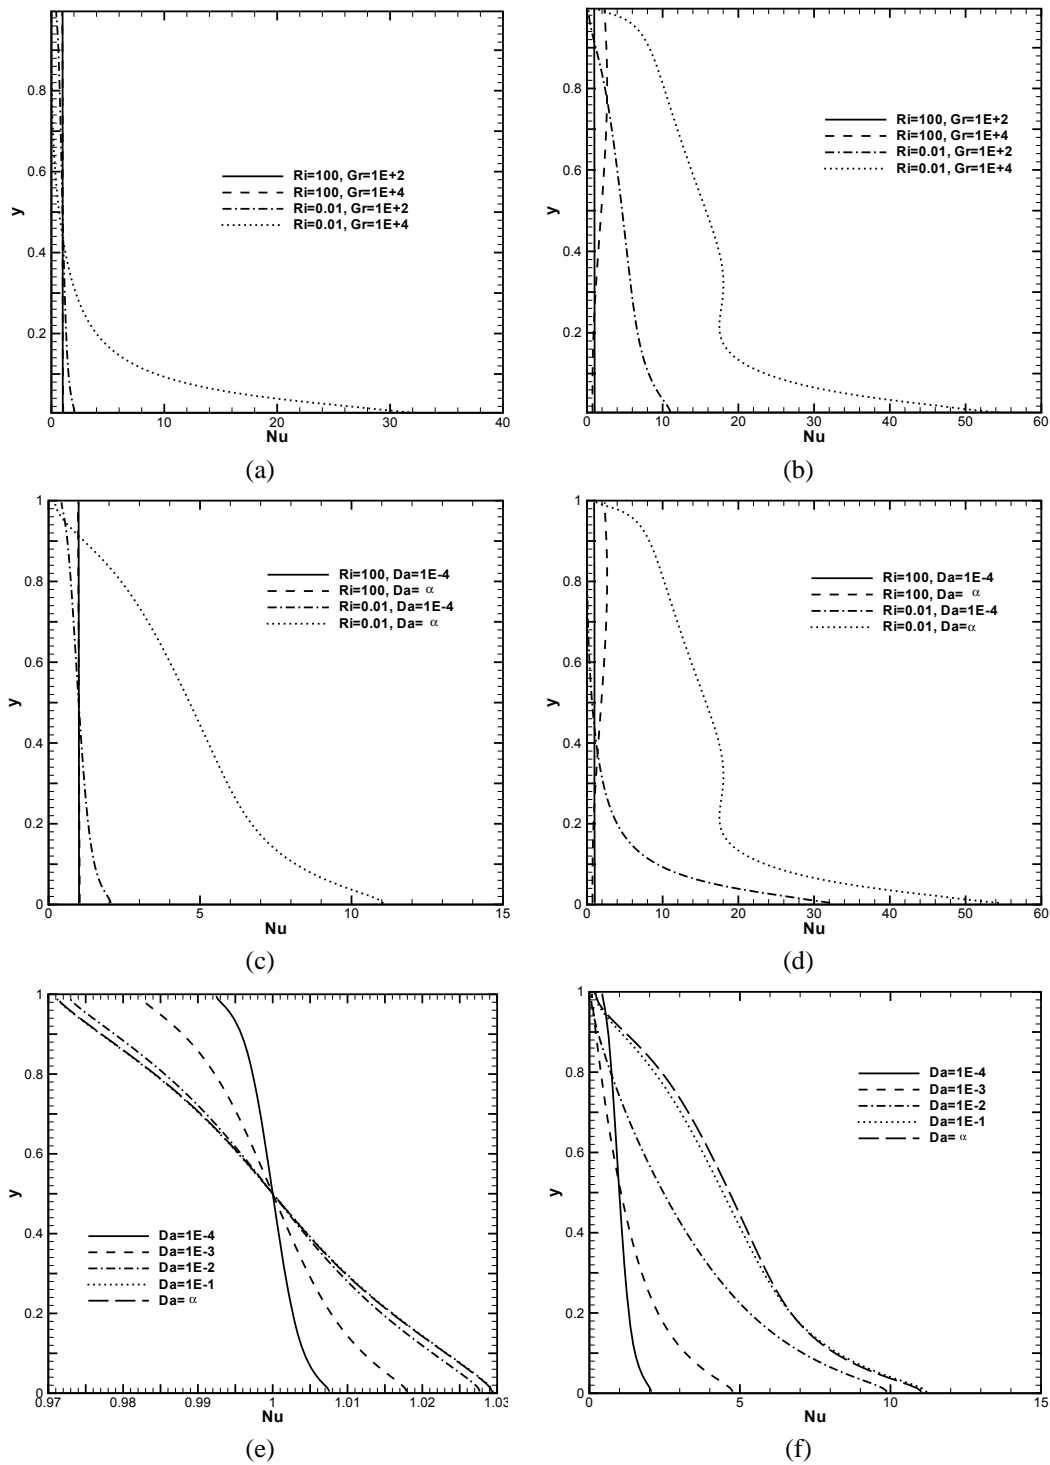 0.8
0.6
0.4
0.2
y
0 10 20 30 40
Nu
Ri=100, Gr=1E+2
Ri=100, Gr=1E+4
Ri=0.01, Gr=1E+2
Ri=0.01, Gr=1E+4
(a)
0.8
0.6
0.4
0.2
y
0 10 20 30 40 50 60
Nu
Ri=100, Gr=1E+2
Ri=100, Gr=1E+4
Ri=0.01, Gr=1E+2
Ri=0.01, Gr=1E+4
(b)
1
0.8
0.6
0.4
0.2
0
y
0 5 10 15
Nu
Ri=100, Da=1E-4
Ri=100, Da= α
Ri=0.01, Da=1E-4
Ri=0.01, Da= α
(c)
1
0.8
0.6
0.4
0.2
0
y
0 10 20 30 40 50 60
Nu
Ri=100, Da=1E-4
Ri=100, Da= α
Ri=0.01, Da=1E-4
Ri=0.01, Da=α
(d)
1
0.8
0.6
0.4
0.2
0
y
0.97 0.98 0.99 1 1.01 1.02 1.03
Nu
Da=1E-4
Da=1E-3
Da=1E-2
Da=1E-1
Da= α
(e)
1
0.8
0.6
0.4
0.2
0
y
0 5 10 15
Nu
Da=1E-4
Da=1E-3
Da=1E-2
Da=1E-1
Da= α
(f)